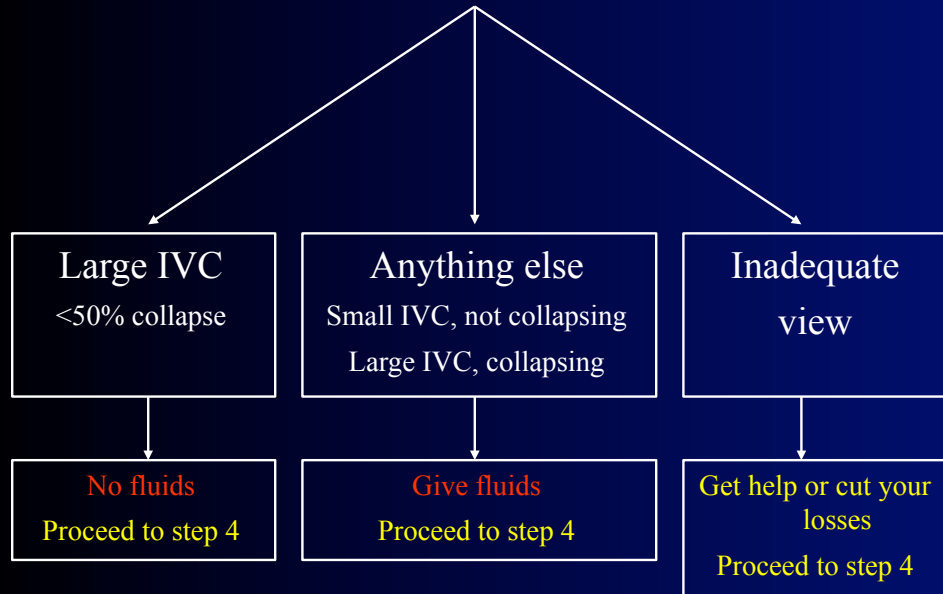 Large IVC
<50% collapse
Anything else
Small IVC, not collapsing
Large IVC, collapsing
Inadequate
view
No fluids
Proceed to step 4
Give fluids
Proceed to step 4
Get help or cut your
losses
Proceed to step 4